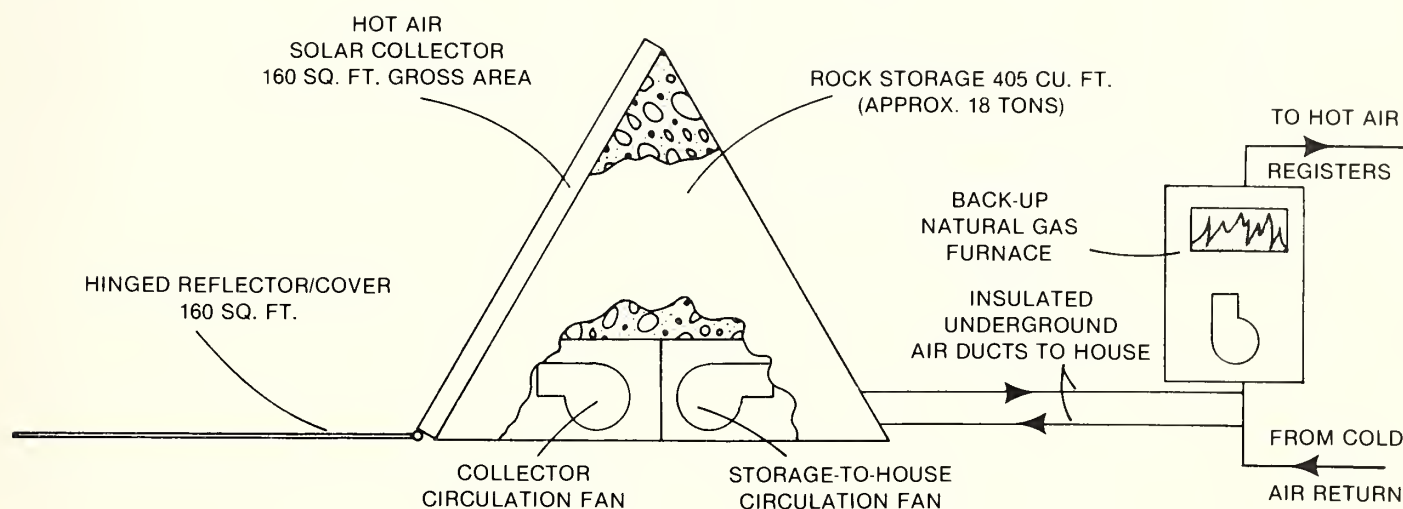 HOT AIR
SOLAR COLLECTOR
160 SQ. FT. GROSS AREA
ROCK STORAGE 405 CU. FT.
(APPROX. 18 TONS)
TO HOT AIR
REGISTERS
BACK-UP
NATURAL GAS
FURNACE
HINGED REFLECTOR/COVER
160 SQ. FT.
INSULATED
UNDERGROUND
AIR DUCTS TO HOUSE
COLLECTOR
CIRCULATION FAN
STORAGE-TO-HOUSE
CIRCULATION FAN
FROM COLD
AIR RETURN